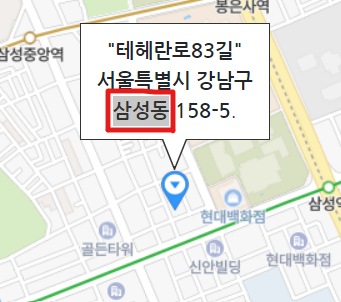 봉은사역
삼성중앙역
"테헤란로83길"
서울특별시 강남구
삼성동 158-5.
현대백화점
삼성역
골든타워
신안빌딩
현대백화점